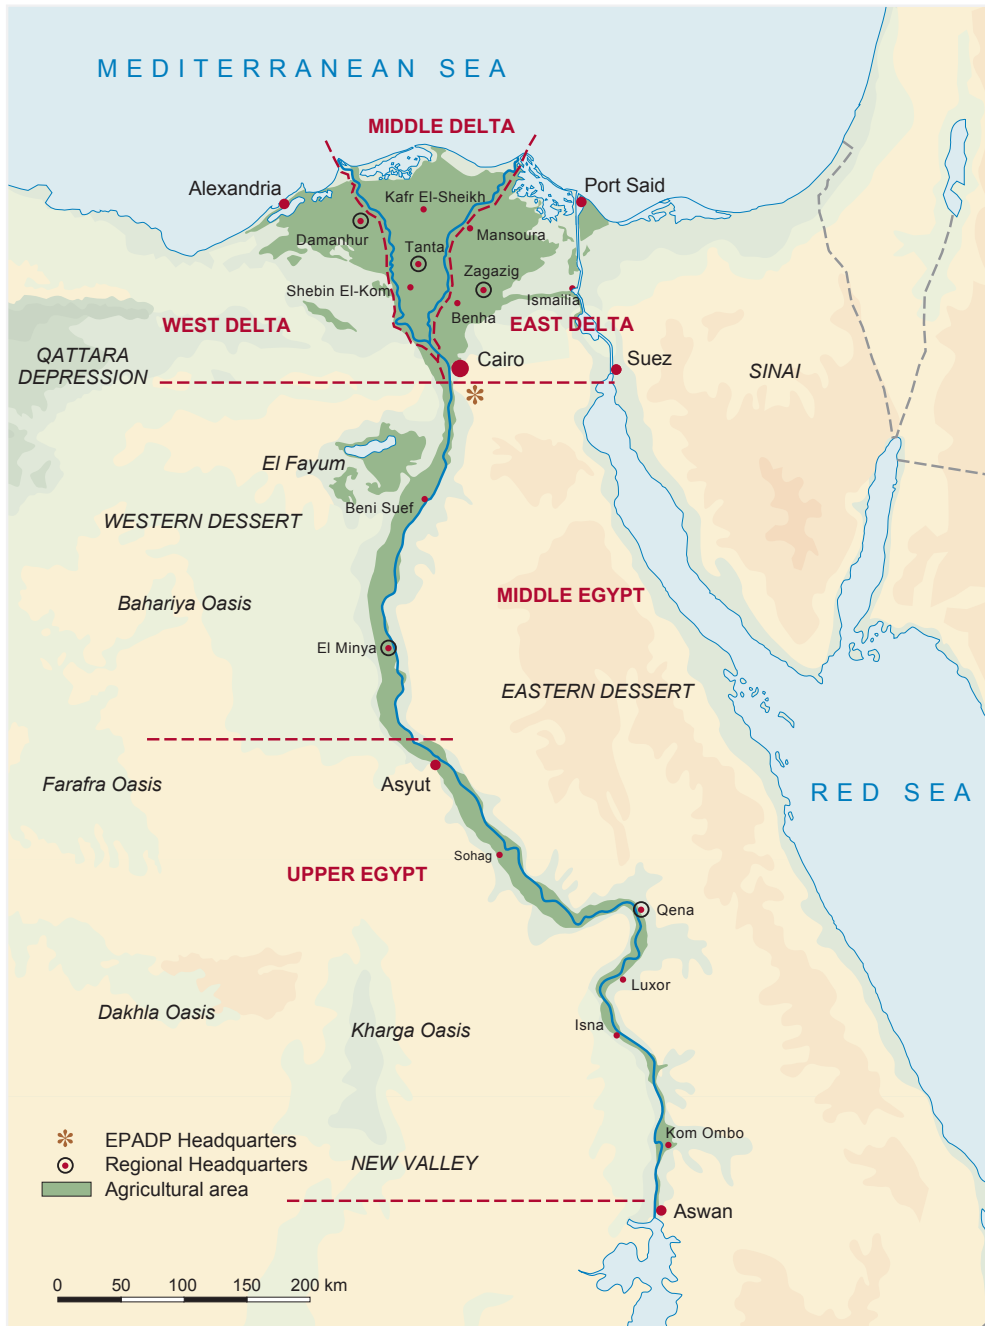 MEDITERRANEAN SEA
MIDDLE DELTA
Alexandria
Port Said
Kafr El-Sheikh
Damanhur
Mansoura
Tanta
Zagazig
Shebin El-Kom
Ismailia
Benha
WEST DELTA
EAST DELTA
QATTARA
DEPRESSION
Cairo
Suez
SINAI
El Fayum
Beni Suef
WESTERN DESSERT
Bahariya Oasis
MIDDLE EGYPT
El Minya
EASTERN DESSERT
Farafra Oasis
Asyut
RED SEA
Sohag
UPPER EGYPT
Qena
Luxor
Dakhla Oasis
Isna
Kharga Oasis
Kom Ombo
EPADP Headquarters
Regional Headquarters
NEW VALLEY
Agricultural area
Aswan
0 50 100 150 200 km